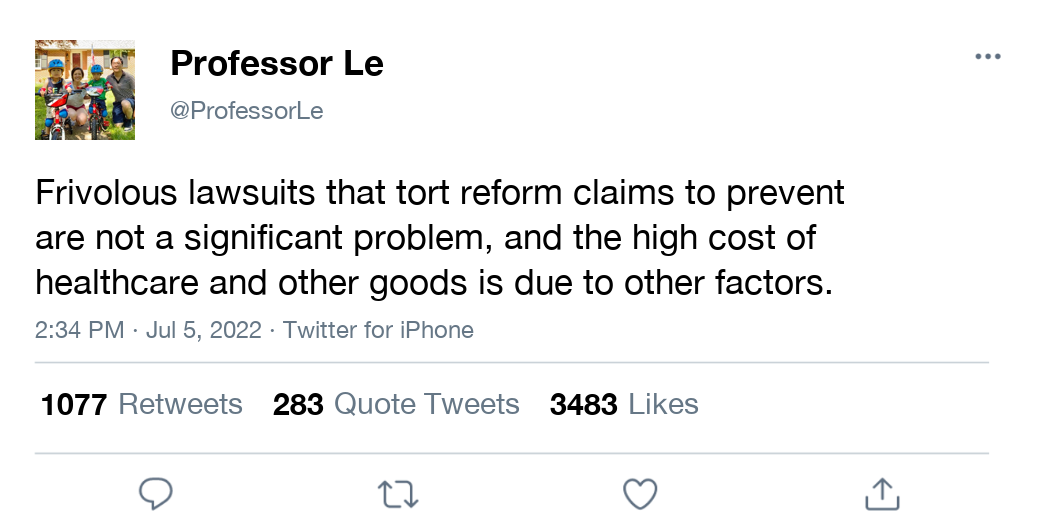 Professor Le
@ProfessorLe
Frivolous lawsuits that tort reform claims to prevent
are not a significant problem, and the high cost of
healthcare and other goods is due to other factors.
2:34 PM · Jul 5, 2022 · Twitter for iPhone
1077 Retweets 283 Quote Tweets 3483 Likes